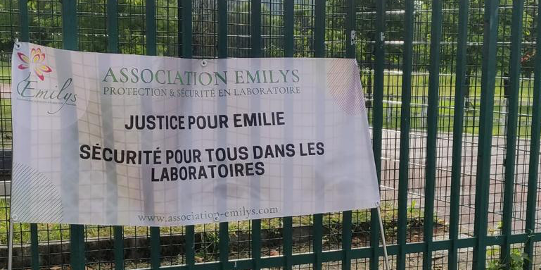 Emilys
ASSOCIATION EMILYS
PROTECTION & SÉCURITÉ EN LABORATOIRE
JUSTICE POUR EMILIE
SÉCURITÉ POUR TOUS DANS LES
LABORATOIRES
www.association-emilys.com